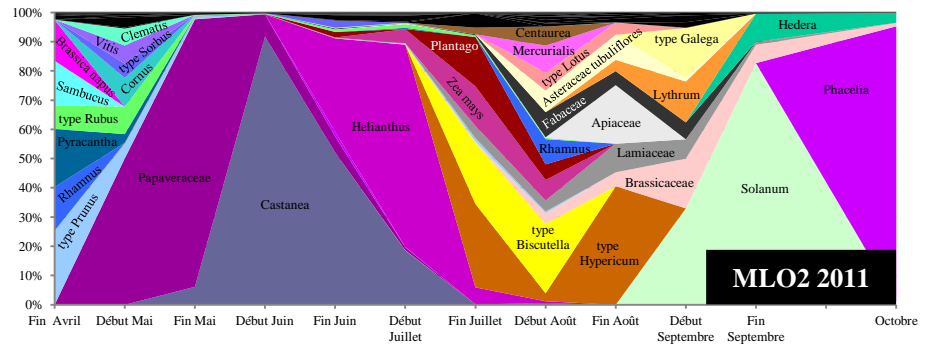 100%
90%
80%
70%
60%
50%
40%
30%
20%
10%
0%
Clematis
Vitis
type Sorbus
Brassica napus
Cornus
Sambucus
type Rubus
Pyracantha
Rhamnus
type Prunus
Papaveraceae
Castanea
Helianthus
Plantago
Zea mays
Centaurea
Mercurialis
type Lotus
Asteraceae tubuliflores
Fabaceae
Rhamnus
type
Biscutella
type
Hypericum
Apiaceae
Lamiaceae
Brassicaceae
type Galega
Lythrum
Hedera
Solanum
Phacelia
MLO2 2011
Fin Avril
Début Mai
Fin Mai
Début Juin
Fin Juin
Début
Juillet
Fin Juillet
Début Août
Fin Août
Début
Septembre
Fin
Septembre
Octobre